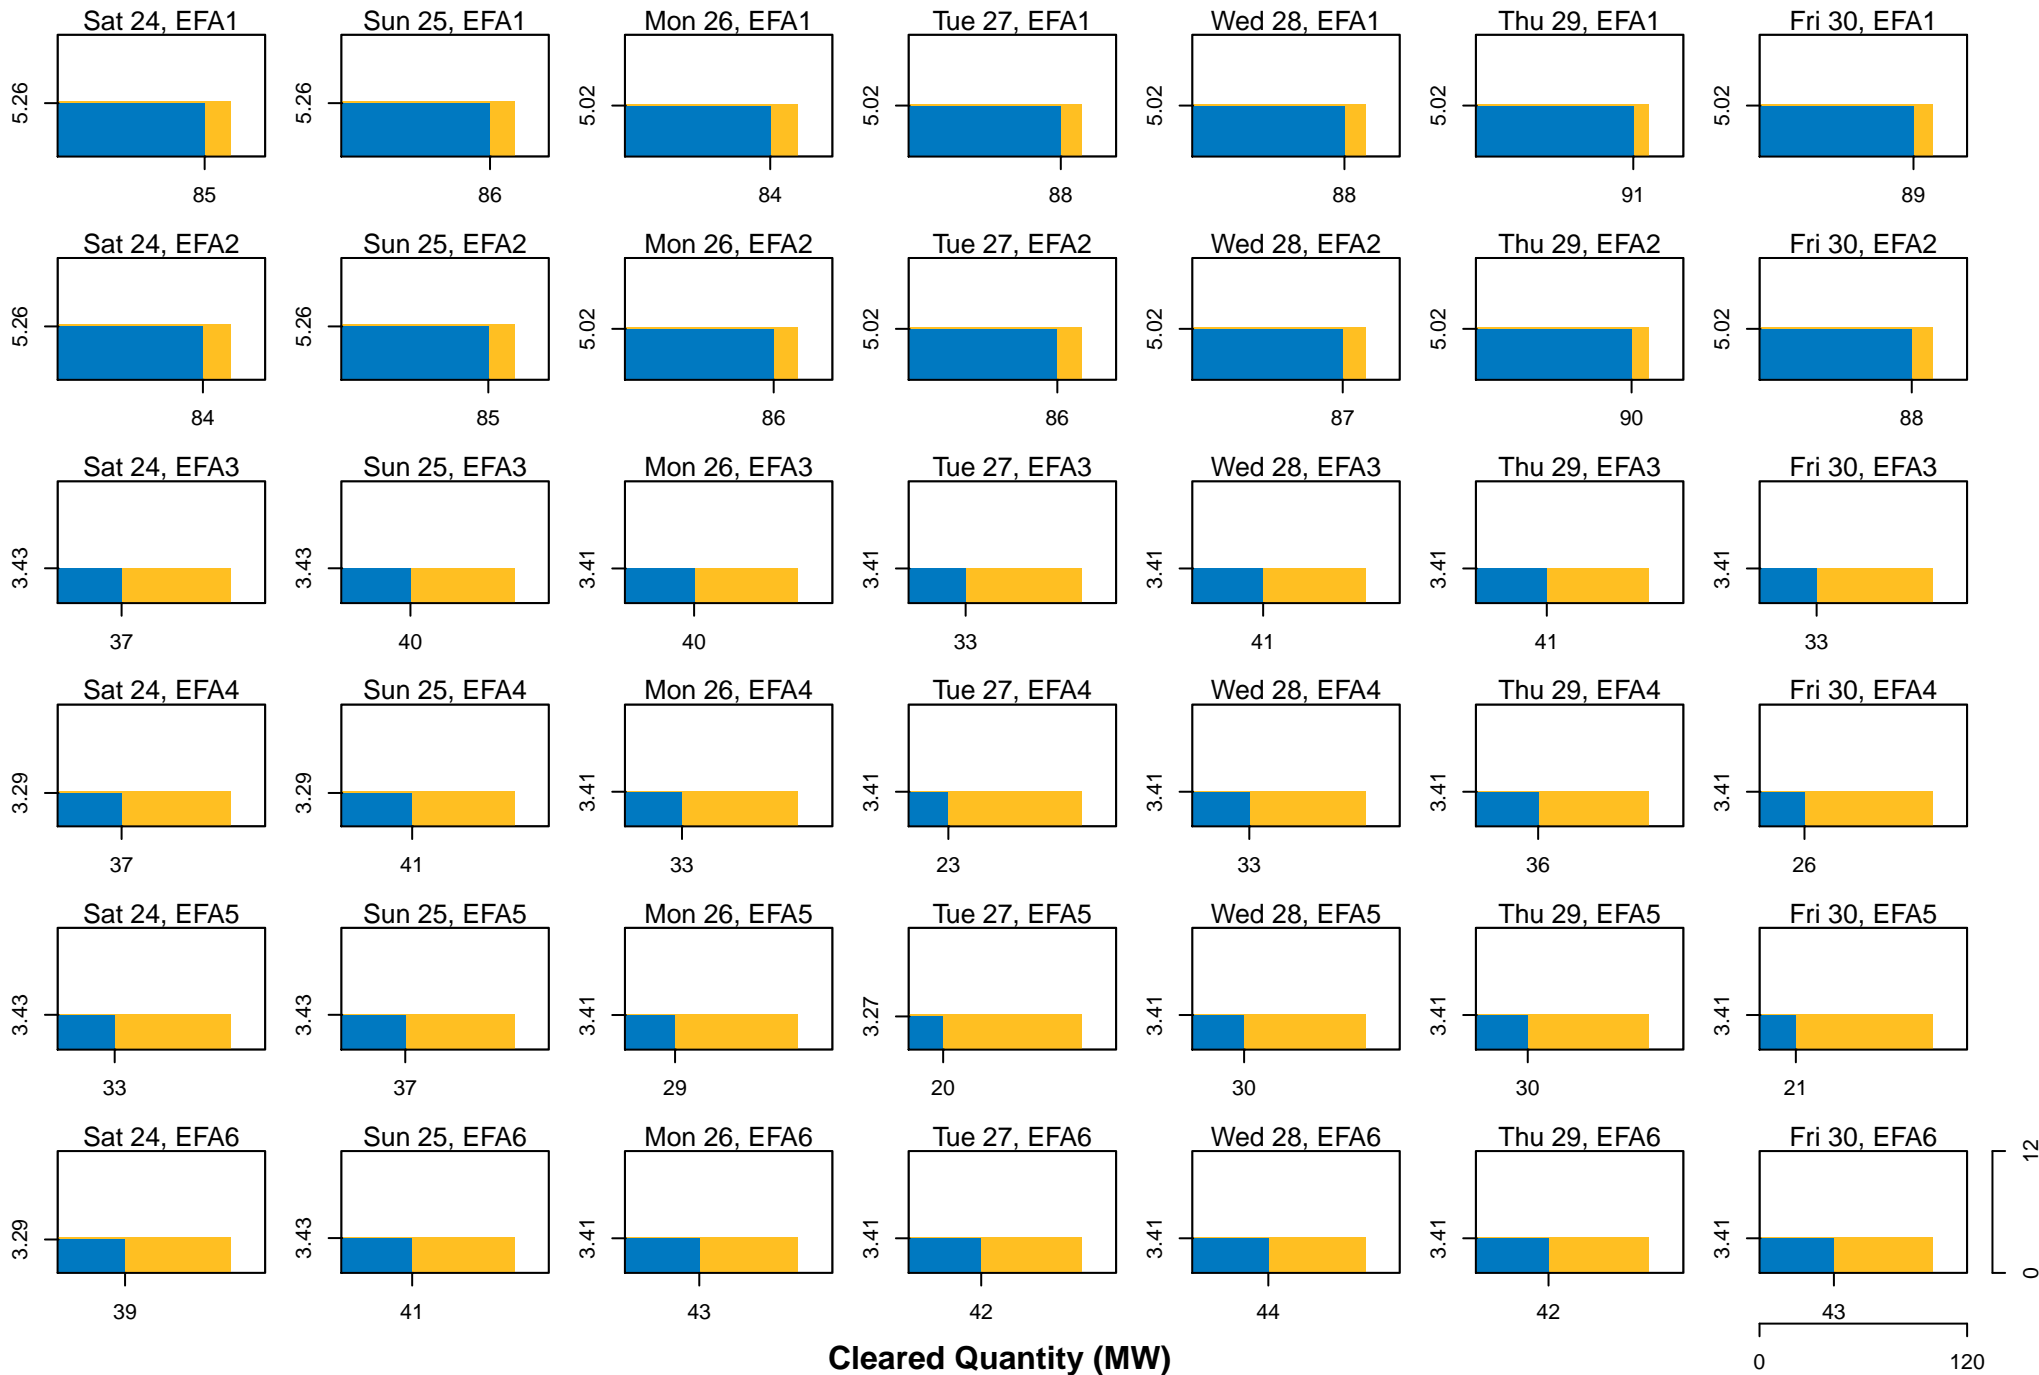 Sat 24, EFA1 Sun 25, EFA1 Mon 26, EFA1 Tue 27, EFA1 Wed 28, EFA1 Thu 29, EFA1 Fri 30, EFA1
5.26 5.26 5.02 5.02 5.02 5.02 5.02
85 86 84 88 88 91 89
Sat 24, EFA2 Sun 25, EFA2 Mon 26, EFA2 Tue 27, EFA2 Wed 28, EFA2 Thu 29, EFA2 Fri 30, EFA2
5.26 5.26 5.02 5.02 5.02 5.02 5.02
84 85 86 86 87 90 88
Sat 24, EFA3 Sun 25, EFA3 Mon 26, EFA3 Tue 27, EFA3 Wed 28, EFA3 Thu 29, EFA3 Fri 30, EFA3
3.43 3.43 3.41 3.41 3.41 3.41 3.41
37 40 40 33 41 41 33
Sat 24, EFA4 Sun 25, EFA4 Mon 26, EFA4 Tue 27, EFA4 Wed 28, EFA4 Thu 29, EFA4 Fri 30, EFA4
3.29 3.29 3.41 3.41 3.41 3.41 3.41
37 41 33 23 33 36 26
Sat 24, EFA5 Sun 25, EFA5 Mon 26, EFA5 Tue 27, EFA5 Wed 28, EFA5 Thu 29, EFA5 Fri 30, EFA5
3.43 3.43 3.41 3.27 3.41 3.41 3.41
33 37 29 20 30 30 21
Sat 24, EFA6 Sun 25, EFA6 Mon 26, EFA6 Tue 27, EFA6 Wed 28, EFA6 Thu 29, EFA6 Fri 30, EFA6
3.29 3.43 3.41 3.41 3.41 3.41 3.41 0 12
39 41 43 42 44 42 43
Cleared Quantity (MW) 0 120